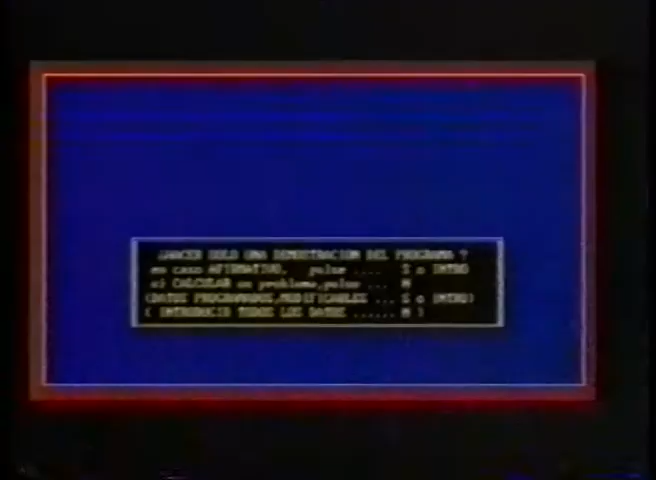 ¿HACER SOLO UNA DEMOSTRACION DEL PROGRAMA ?
en caso AFIRMATIVO, pulse .... S o INTRO
si CALCULAR un problema,pulse ... N
(DATOS PROGRAMADOS,MODIFICABLES ... S o INTRO)
( INTRODUCIR TODOS LOS DATOS ...... N )